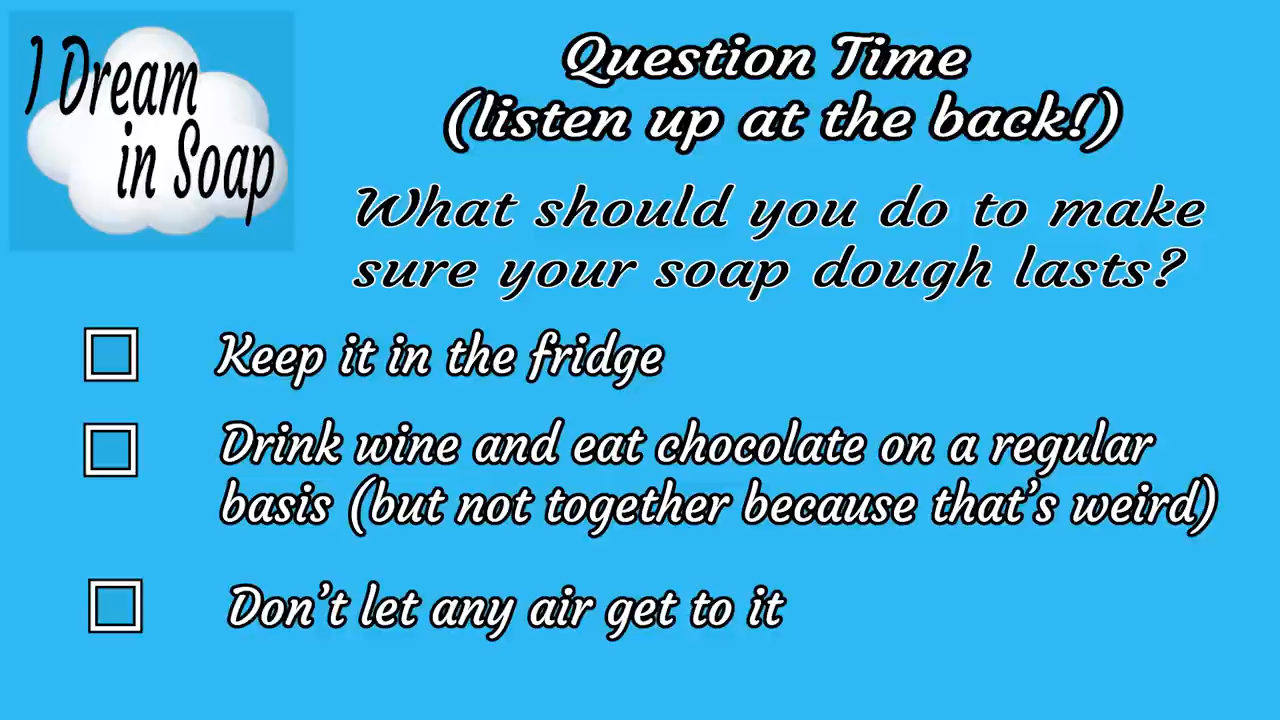 I Dream
in Soap
Question Time
(listen up at the back!)
What should you do to make
sure your soap dough lasts?
Keep it in the fridge
Drink wine and eat chocolate on a regular
basis (but not together because that's weird)
Don't let any air get to it